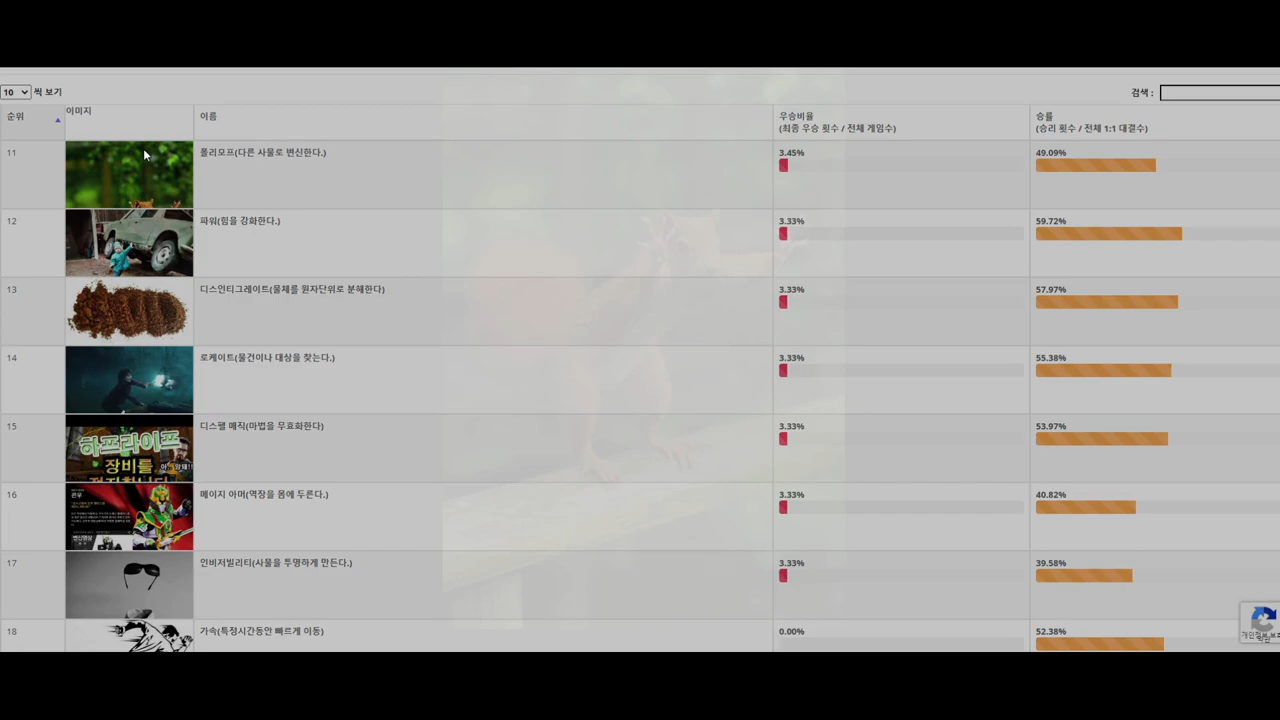 10 씩 보기
검색 :
순위 이미지 이름 우승비율 승률
(최종 우승 횟수 / 전체 게임수) (승리 횟수 / 전체 1:1 대결수)
11 폴리모프(다른 사물로 변신한다.) 3.45% 49.09%
12 파워(힘을 강화한다.) 3.33% 59.72%
13 디스인티그레이트(물체를 원자단위로 분해한다) 3.33% 57.97%
14 로케이트(물건이나 대상을 찾는다.) 3.33% 55.38%
15 디스펠 매직(마법을 무효화한다) 3.33% 53.97%
하프라이프
장비를
16 메이지 아머(역장을 몸에 두른다.) 3.33% 40.82%
관우
17 인비저빌리티(사물을 투명하게 만든다.) 3.33% 39.58%
18 가속(특정시간동안 빠르게 이동) 0.00% 52.38%